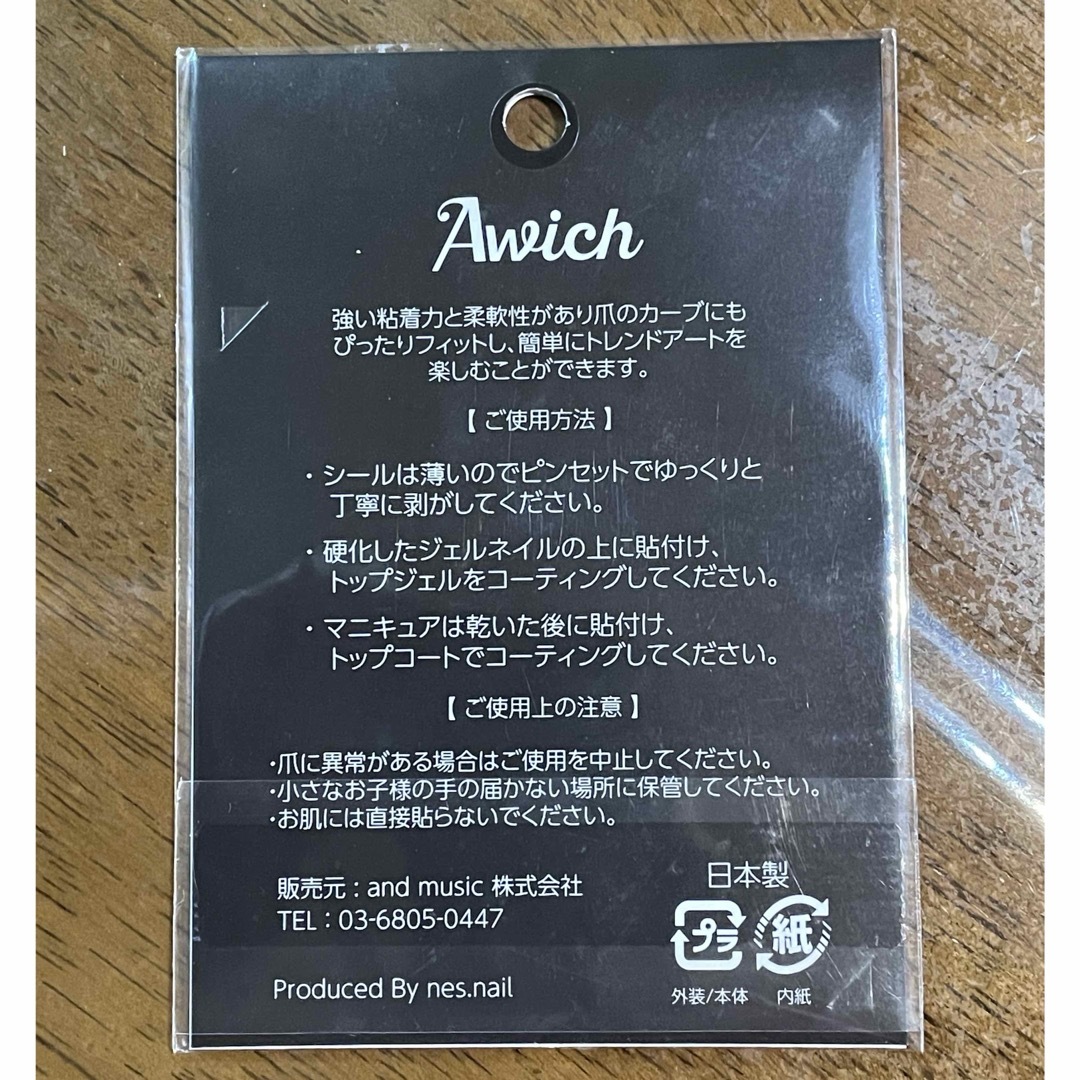 Awich
強い粘着力と柔軟性があり爪のカーブにも
ぴったりフィットし、簡単にトレンドアートを
楽しむことができます。
【 ご使用方法 】
・シールは薄いのでピンセットでゆっくりと
丁寧に剥がしてください。
・硬化したジェルネイルの上に貼付け、
トップジェルをコーティングしてください。
・マニキュアは乾いた後に貼付け、
トップコートでコーティングしてください。
【 ご使用上の注意 】
・爪に異常がある場合はご使用を中止してください。
・小さなお子様の手の届かない場所に保管してください。
・お肌には直接貼らないでください。
販売元 : and music 株式会社
TEL : 03-6805-0447
Produced By nes.nail
日本製
プラ 紙
外装/本体 内紙